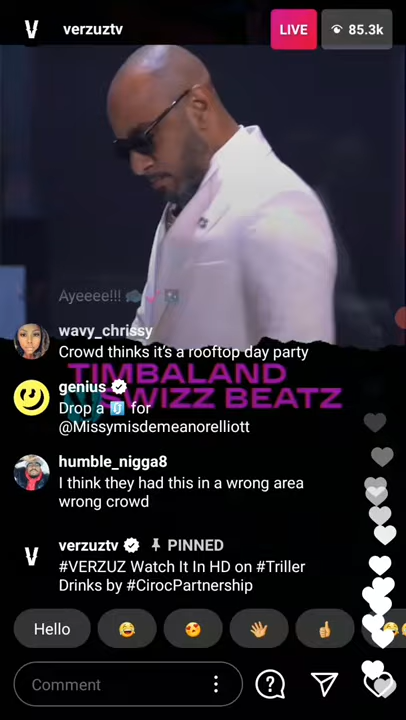 verzuztv
LIVE
85.3k
Ayeeee!!!
wavy_chrissy
Crowd thinks it's a rooftop day party
TIMBALAND
SWIZZ BEATZ
genius
Drop a for
@Missymisdemeanorelliott
humble_nigga8
I think they had this in a wrong area
wrong crowd
verzuztv PINNED
#VERZUZ Watch It In HD on #Triller
Drinks by #CirocPartnership
Hello
Comment